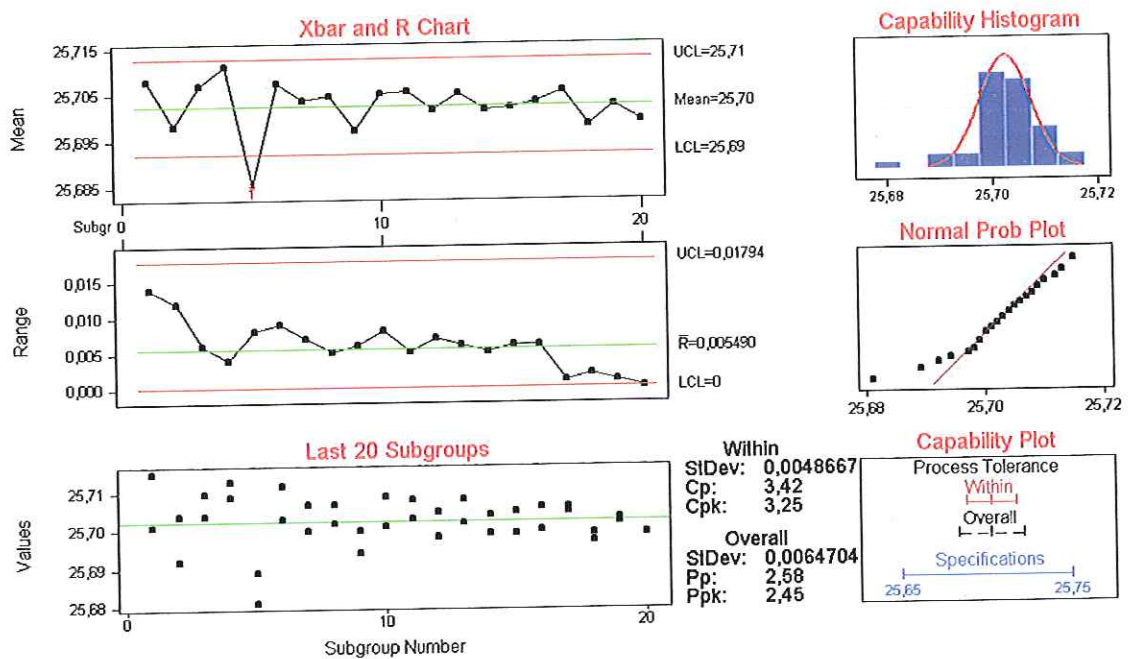 Xbar and R Chart
25,715
25,705
25,695
25,685
Mean
UCL=25,71
Mean=25,70
LCL=25,69
1
Subgr 0
10
20
0,015
0,010
0,005
0,000
Range
UCL=0,01794
R=0,005490
LCL=0
Last 20 Subgroups
25,71
25,70
25,69
25,68
Values
0
10
20
Subgroup Number
Within
StDev: 0,0048667
Cp: 3,42
Cpk: 3,25
Overall
StDev: 0,0064704
Pp: 2,58
Ppk: 2,45
Capability Histogram
25,68
25,70
25,72
Normal Prob Plot
25,68
25,70
25,72
Capability Plot
Process Tolerance
Within
Overall
Specifications
25,65
25,75